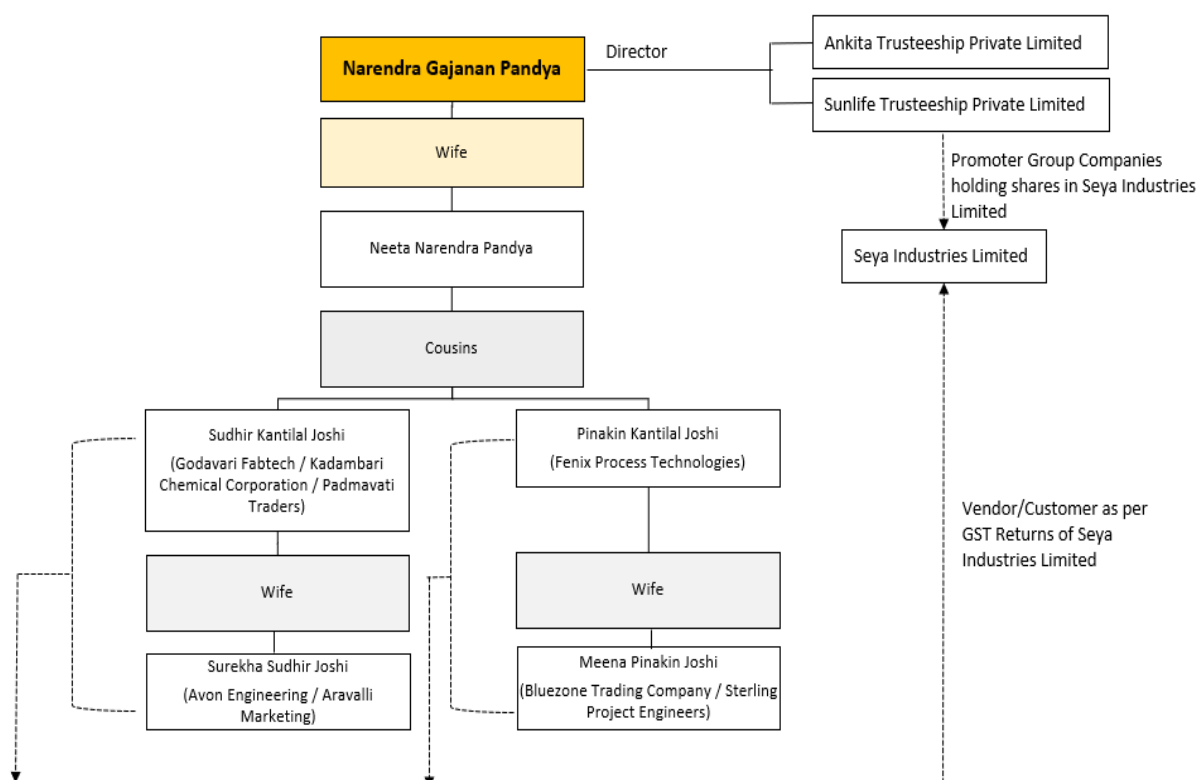 Narendra Gajanan Pandya
Director
Ankita Trusteeship Private Limited
Sunlife Trusteeship Private Limited
Wife
Promoter Group Companies
holding shares in Seya Industries
Limited
Neeta Narendra Pandya
Seya Industries Limited
Cousins
Sudhir Kantilal Joshi
(Godavari Fabtech / Kadambari
Chemical Corporation / Padmavati
Traders)
Pinakin Kantilal Joshi
(Fenix Process Technologies)
Vendor/Customer as per
GST Returns of Seya
Industries Limited
Wife
Wife
Surekha Sudhir Joshi
(Avon Engineering / Aravalli
Marketing)
Meena Pinakin Joshi
(Bluezone Trading Company / Sterling
Project Engineers)